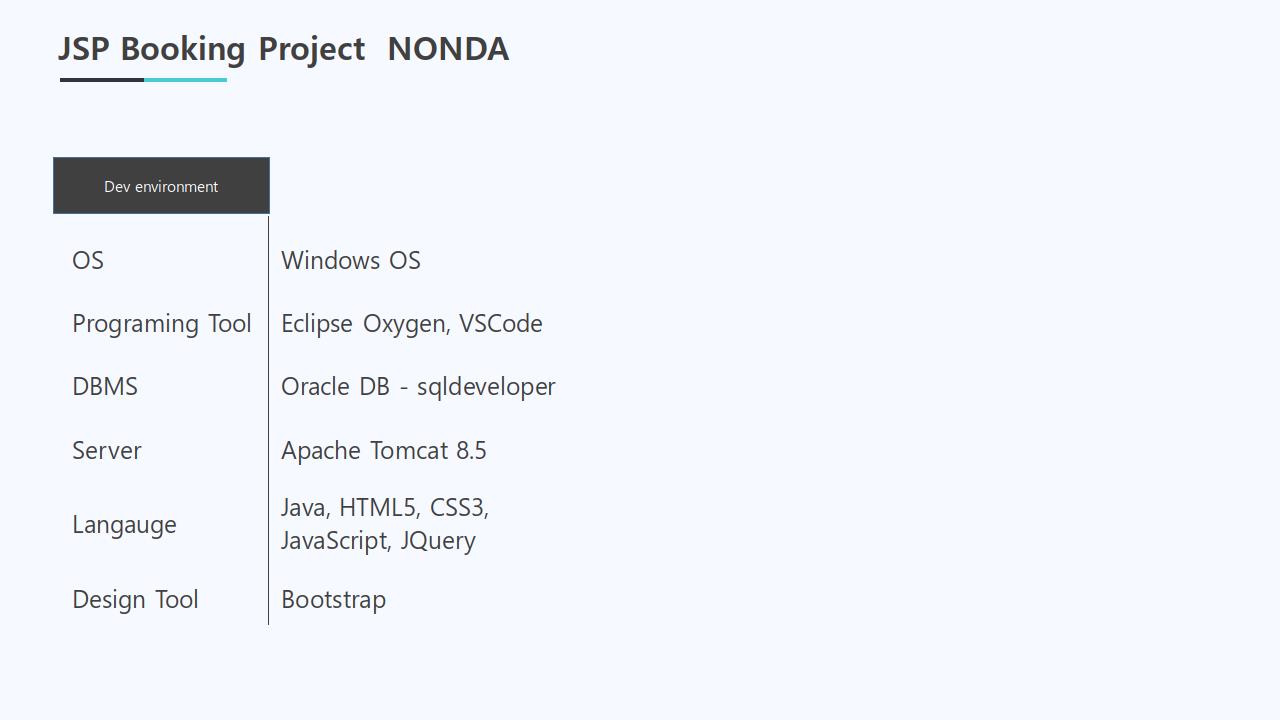 JSP Booking Project NONDA
Dev environment
OS Windows OS
Programing Tool Eclipse Oxygen, VSCode
DBMS Oracle DB - sqldeveloper
Server Apache Tomcat 8.5
Langauge Java, HTML5, CSS3,
JavaScript, JQuery
Design Tool Bootstrap